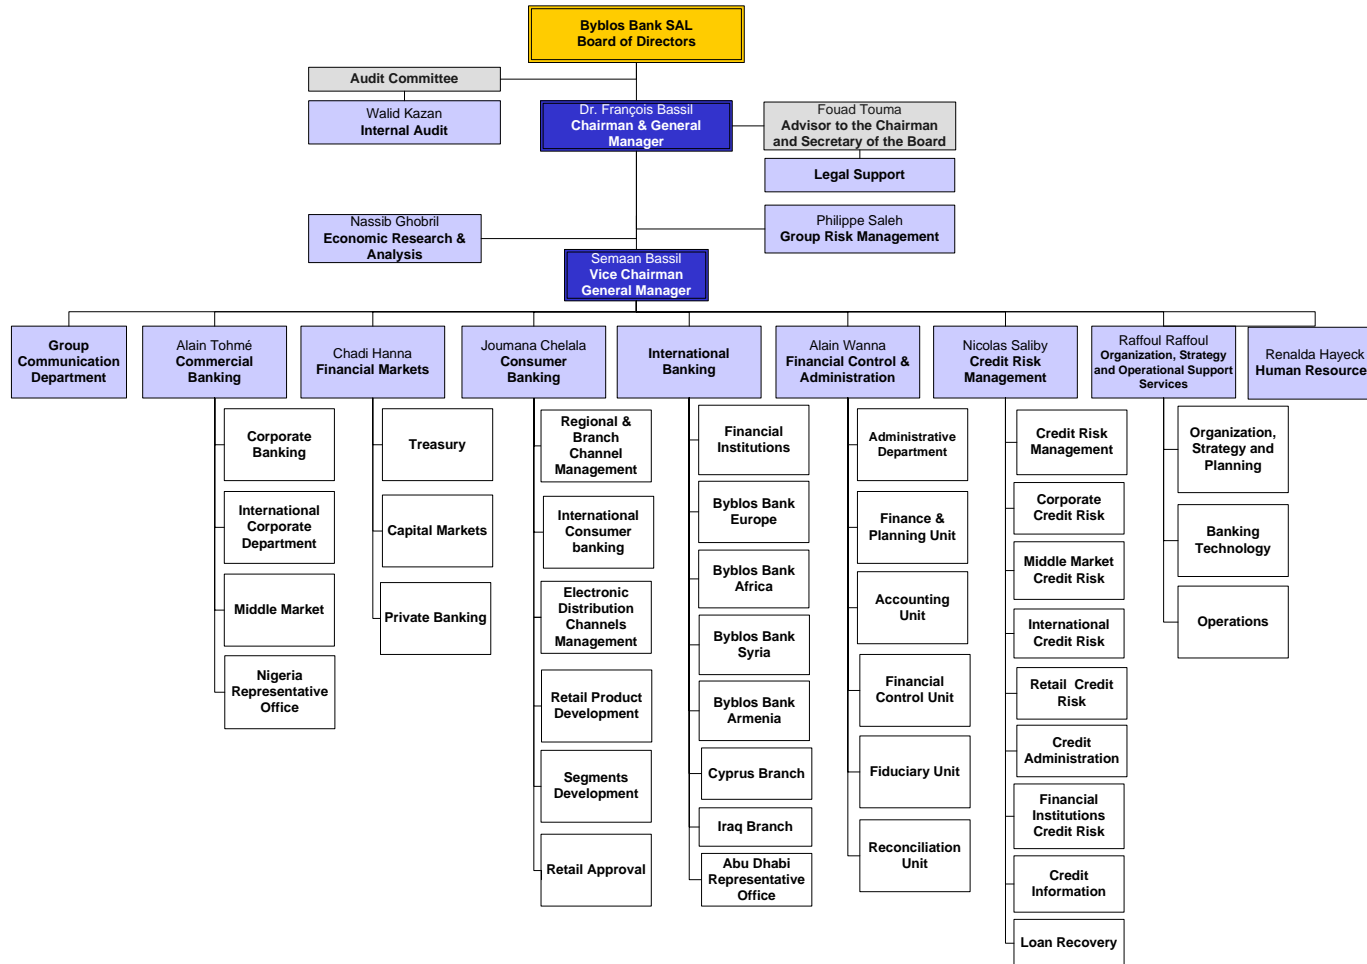 Byblos Bank SAL
Board of Directors
Audit Committee
Walid Kazan
Internal Audit
Dr. François Bassil
Chairman & General
Manager
Fouad Touma
Advisor to the Chairman
and Secretary of the Board
Legal Support
Nassib Ghobril
Economic Research &
Analysis
Philippe Saleh
Group Risk Management
Semaan Bassil
Vice Chairman
General Manager
Group
Communication
Department
Alain Tohmé
Commercial
Banking
Chadi Hanna
Financial Markets
Joumana Chelala
Consumer
Banking
International
Banking
Alain Wanna
Financial Control &
Administration
Nicolas Saliby
Credit Risk
Management
Raffoul Raffoul
Organization, Strategy
and Operational Support
Services
Renalda Hayeck
Human Resource
Corporate
Banking
International
Corporate
Department
Middle Market
Nigeria
Representative
Office
Treasury
Capital Markets
Private Banking
Regional &
Branch
Channel
Management
International
Consumer
banking
Electronic
Distribution
Channels
Management
Retail Product
Development
Segments
Development
Retail Approval
Financial
Institutions
Byblos Bank
Europe
Byblos Bank
Africa
Byblos Bank
Syria
Byblos Bank
Armenia
Cyprus Branch
Iraq Branch
Abu Dhabi
Representative
Office
Administrative
Department
Finance &
Planning Unit
Accounting
Unit
Financial
Control Unit
Fiduciary Unit
Reconciliation
Unit
Credit Risk
Management
Corporate
Credit Risk
Middle Market
Credit Risk
International
Credit Risk
Retail Credit
Risk
Credit
Administration
Financial
Institutions
Credit Risk
Credit
Information
Loan Recovery
Organization,
Strategy and
Planning
Banking
Technology
Operations